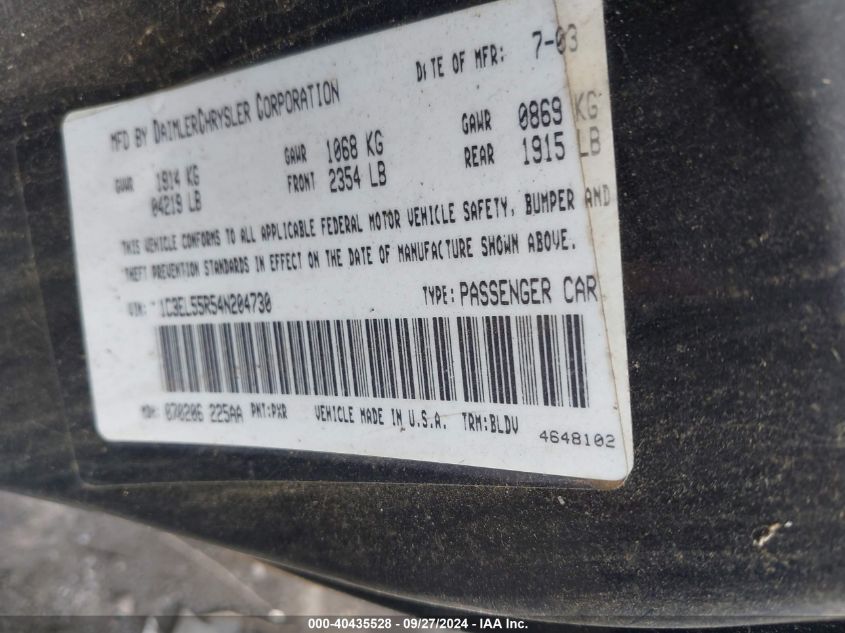 MFD BY DAIMLERCHRYSLER CORPORATION DATE OF MFR: 7-03
GVWR 1914 KG GAWR 1068 KG GAWR 0869 KG
04219 LB FRONT 2354 LB REAR 1915 LB
THIS VEHICLE CONFORMS TO ALL APPLICABLE FEDERAL MOTOR VEHICLE SAFETY, BUMPER AND
THEFT PREVENTION STANDARDS IN EFFECT ON THE DATE OF MANUFACTURE SHOWN ABOVE.
VIN: 1C3EL55R54N204730 TYPE: PASSENGER CAR
MDH: 070206 225AA PNT:PXR VEHICLE MADE IN U.S.A. TRM:BLDV
4648102
000-40435528 - 09/27/2024 - IAA Inc.